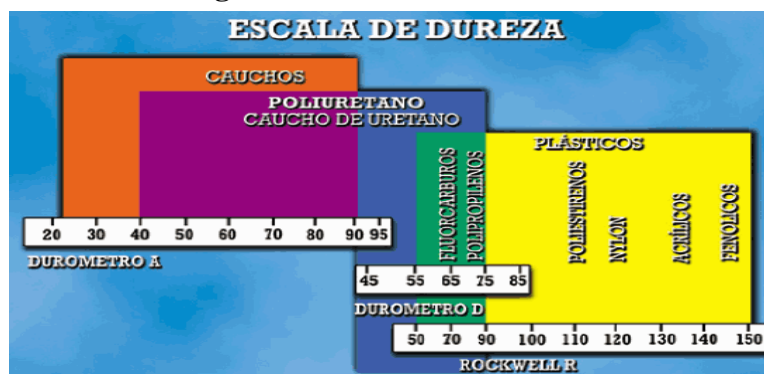 ESCALA DE DUREZA
CAUCHOS
POLIURETANO
CAUCHO DE URETANO
PLÁSTICOS
FLUORCARBUROS
POLIPROPILENOS
POLIESTIRENOS
NYLON
ACRÍLICOS
FENOLICOS
20 30 40 50 60 70 80 90 95
DUROMETRO A
45 55 65 75 85
DUROMETRO D
50 70 90 100 110 120 130 140 150
ROCKWELL R